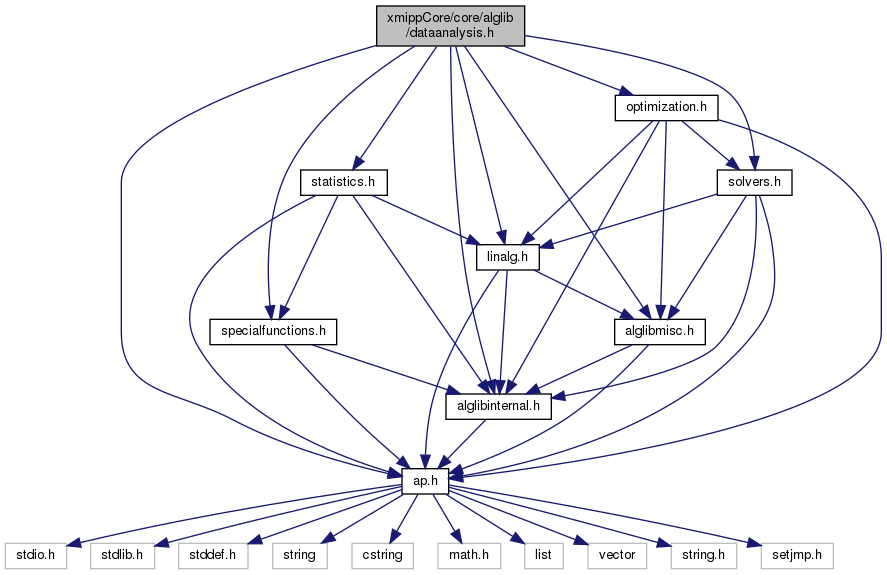 xmippCore/core/alglib
/dataanalysis.h
optimization.h
statistics.h
solvers.h
linalg.h
specialfunctions.h
alglibmisc.h
alglibinternal.h
ap.h
stdio.h
stdlib.h
stddef.h
string
cstring
math.h
list
vector
string.h
setjmp.h